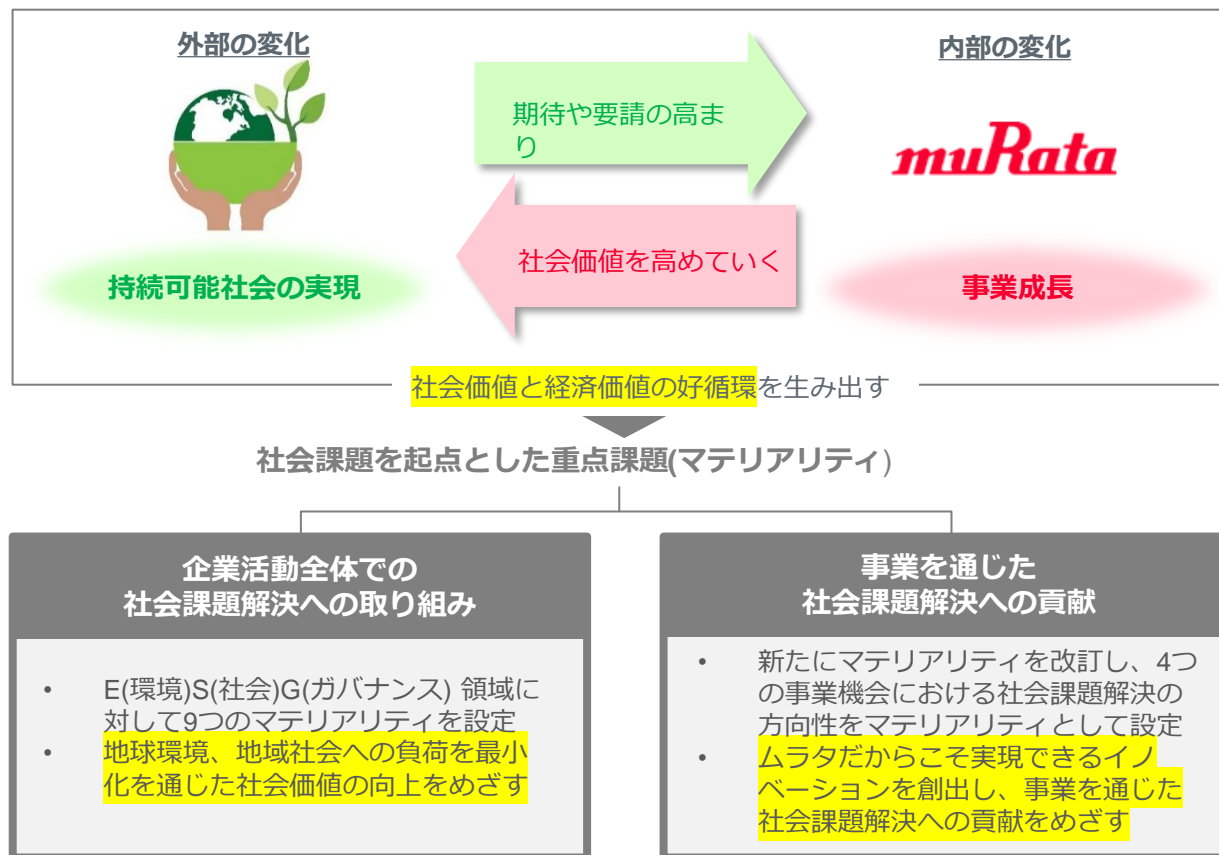 外部の変化
内部の変化
期待や要請の高ま
り
muRata
社会価値を高めていく
持続可能社会の実現
事業成長
社会価値と経済価値の好循環を生み出す
社会課題を起点とした重点課題(マテリアリティ)
企業活動全体での
社会課題解決への取り組み
• E(環境)S(社会)G(ガバナンス) 領域に
対して9つのマテリアリティを設定
• 地球環境、地域社会への負荷を最小
化を通じた社会価値の向上をめざす
事業を通じた
社会課題解決への貢献
• 新たにマテリアリティを改訂し、4つ
の事業機会における社会課題解決の
方向性をマテリアリティとして設定
• ムラタだからこそ実現できるイノ
ベーションを創出し、事業を通じた
社会課題解決への貢献をめざす